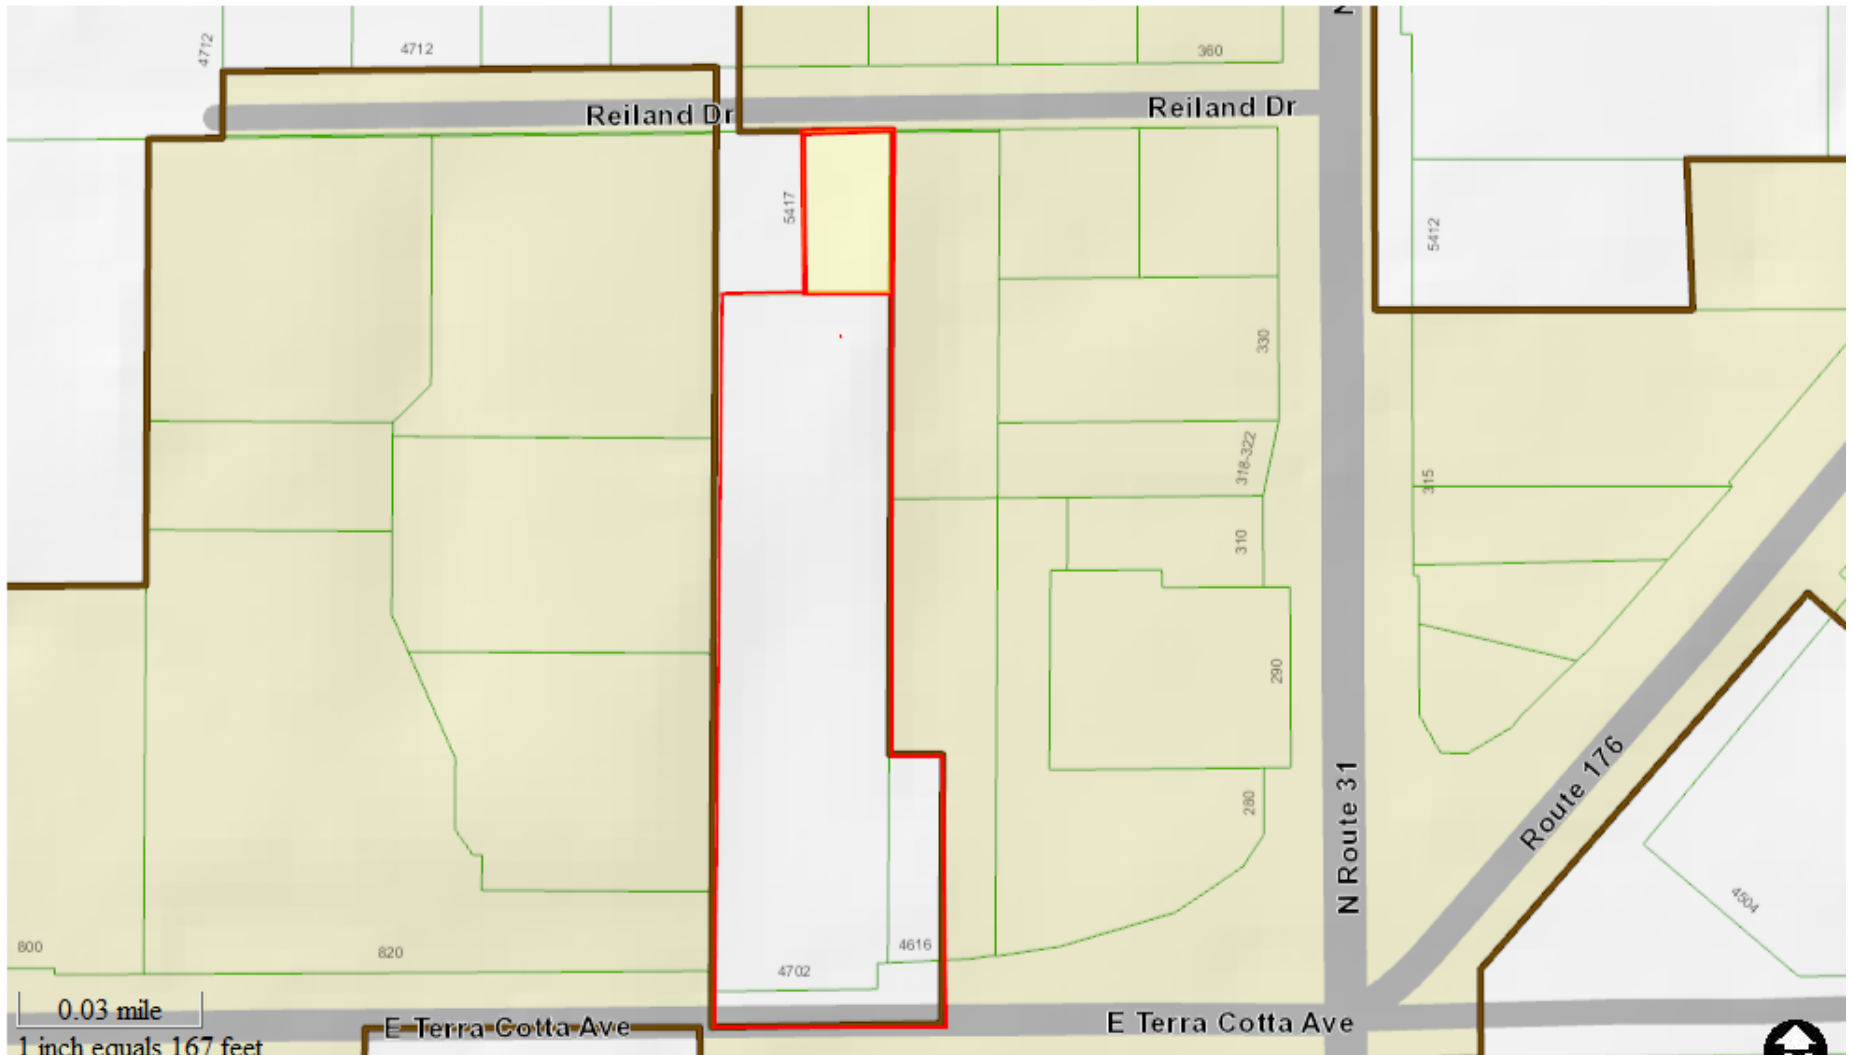 4712
4712
360
N
Reiland Dr
Reiland Dr
5417
5412
330
318-322
315
310
290
280
N Route 31
Route 176
4504
800
820
4616
4702
0.03 mile
E Terra Cotta Ave
E Terra Cotta Ave
1 inch equals 167 feet